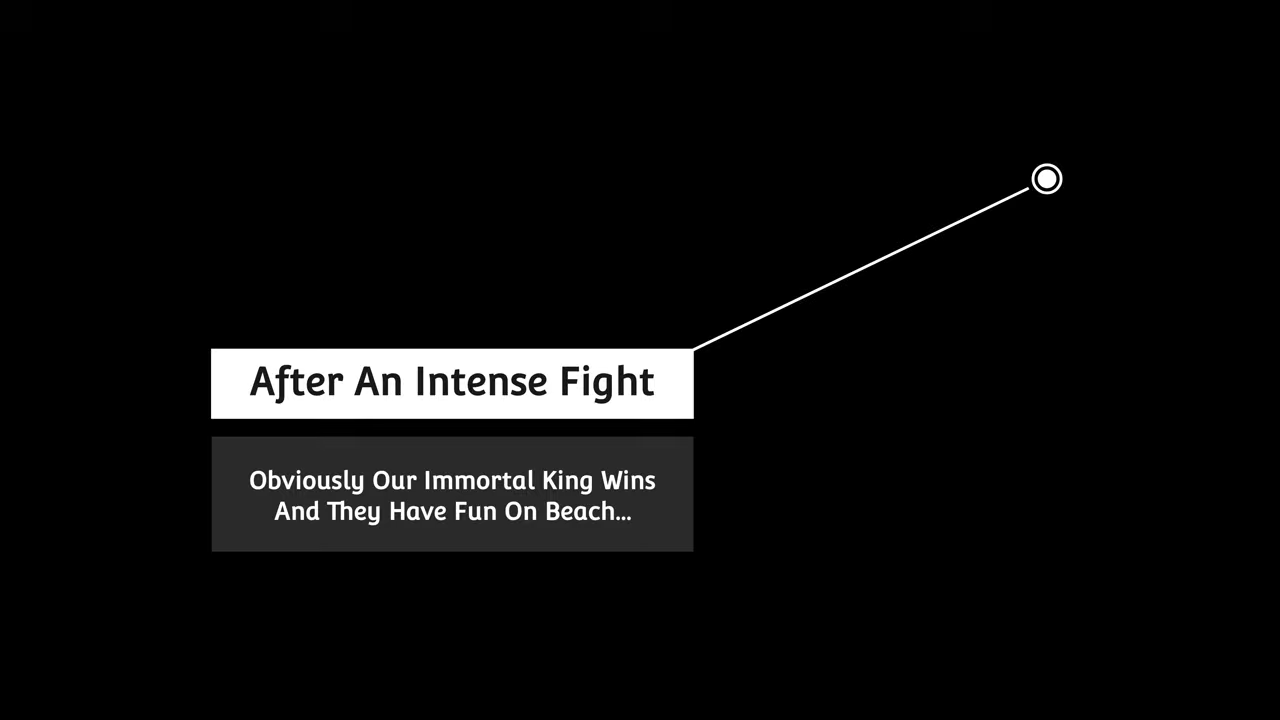 After An Intense Fight
Obviously Our Immortal King Wins
And They Have Fun On Beach...